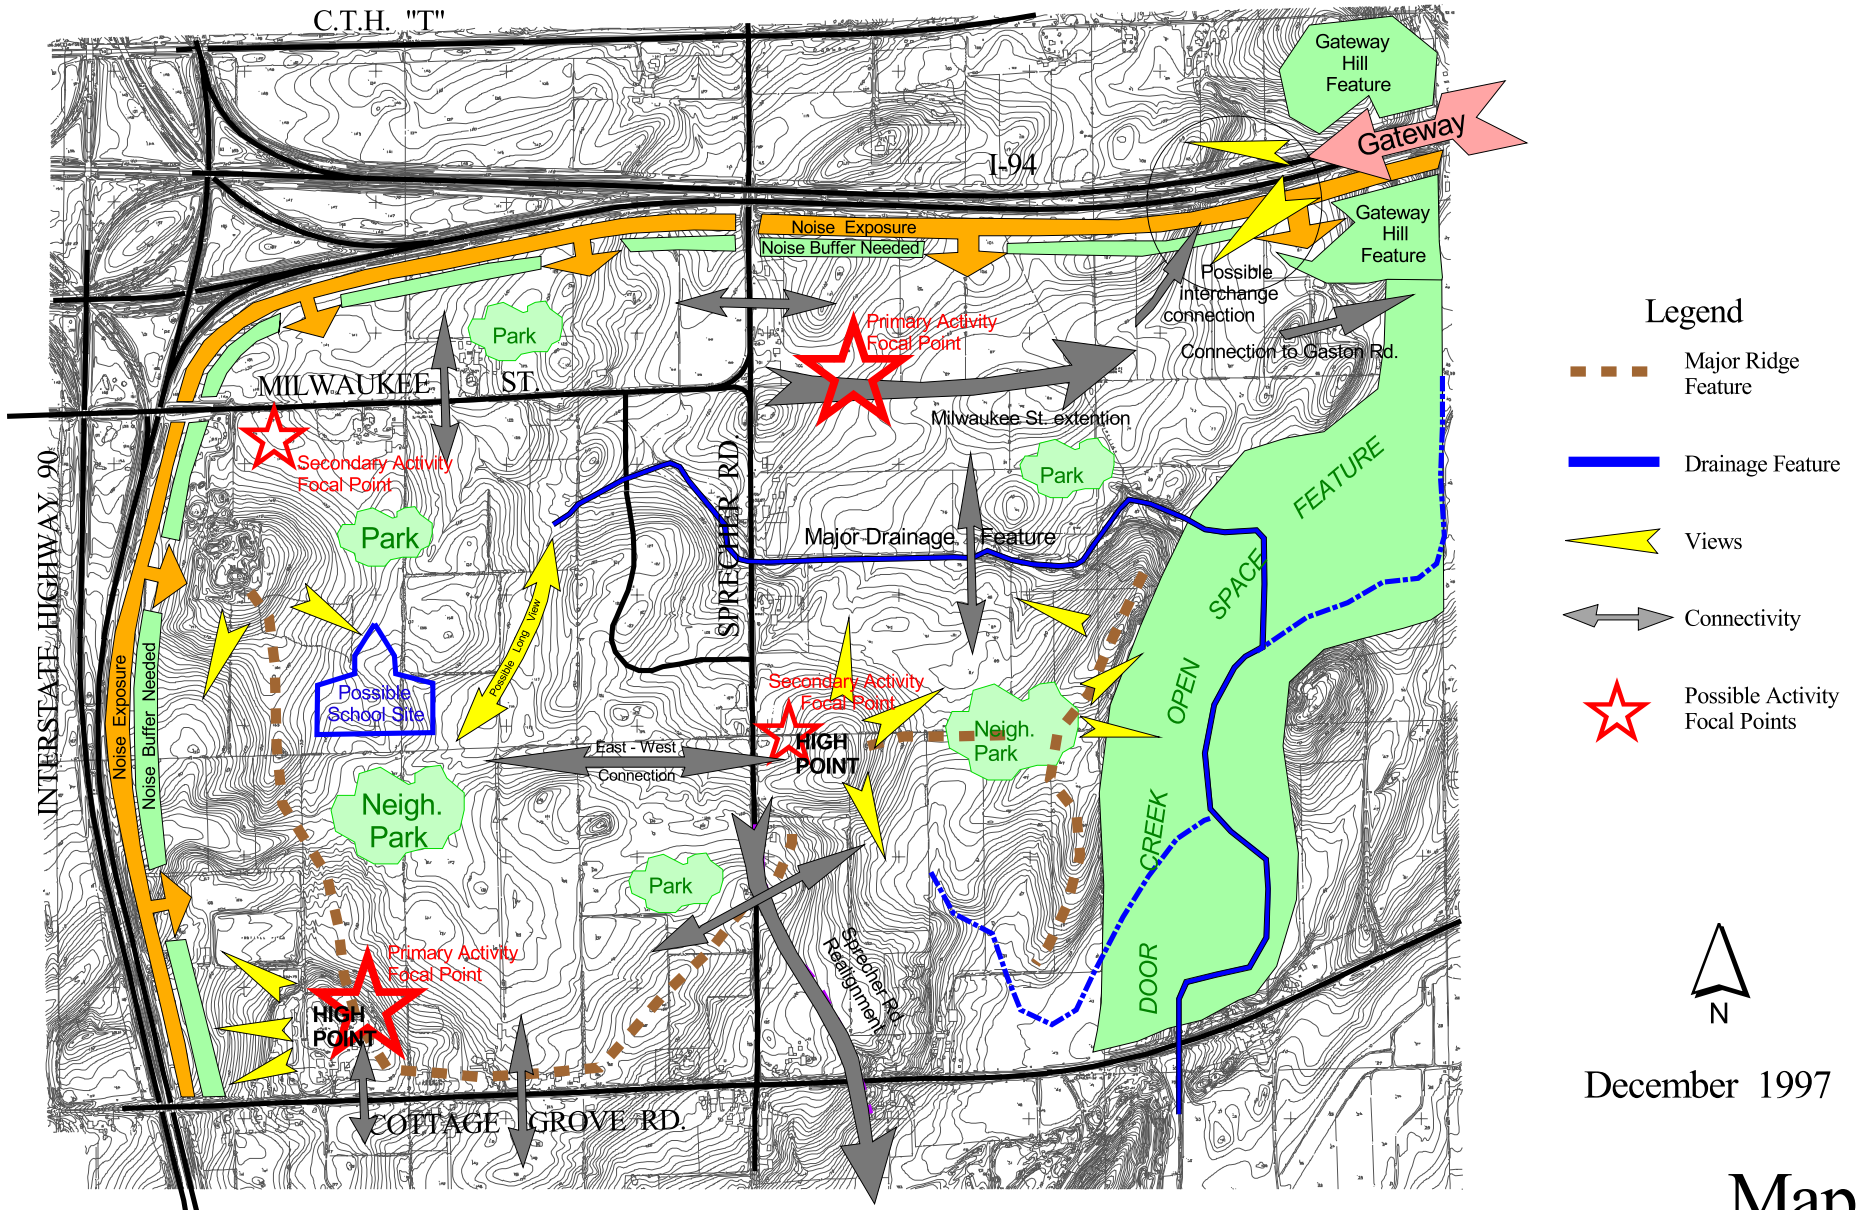 C.T.H. "T"
Gateway
Hill
Feature
Gateway
I-94
Noise Exposure
Noise Buffer Needed
Gateway
Hill
Feature
Possible
interchange
connection
Connection to Gaston Rd.
Park
Primary Activity
Focal Point
MILWAUKEE ST.
Milwaukee St. extention
Secondary Activity
Focal Point
Park
Park
SPRECHER RD.
Major Drainage Feature
INTERSTATE HIGHWAY 90
Noise Exposure
Noise Buffer Needed
Possible Long View
Possible
School Site
Secondary Activity
Focal Point
HIGH
POINT
Neigh.
Park
East - West
Connection
Neigh.
Park
Park
DOOR CREEK OPEN SPACE FEATURE
Sprecher Rd
Realignment
Primary Activity
Focal Point
HIGH
POINT
COTTAGE GROVE RD.
Legend
Major Ridge
Feature
Drainage Feature
Views
Connectivity
Possible Activity
Focal Points
N
December 1997
Map